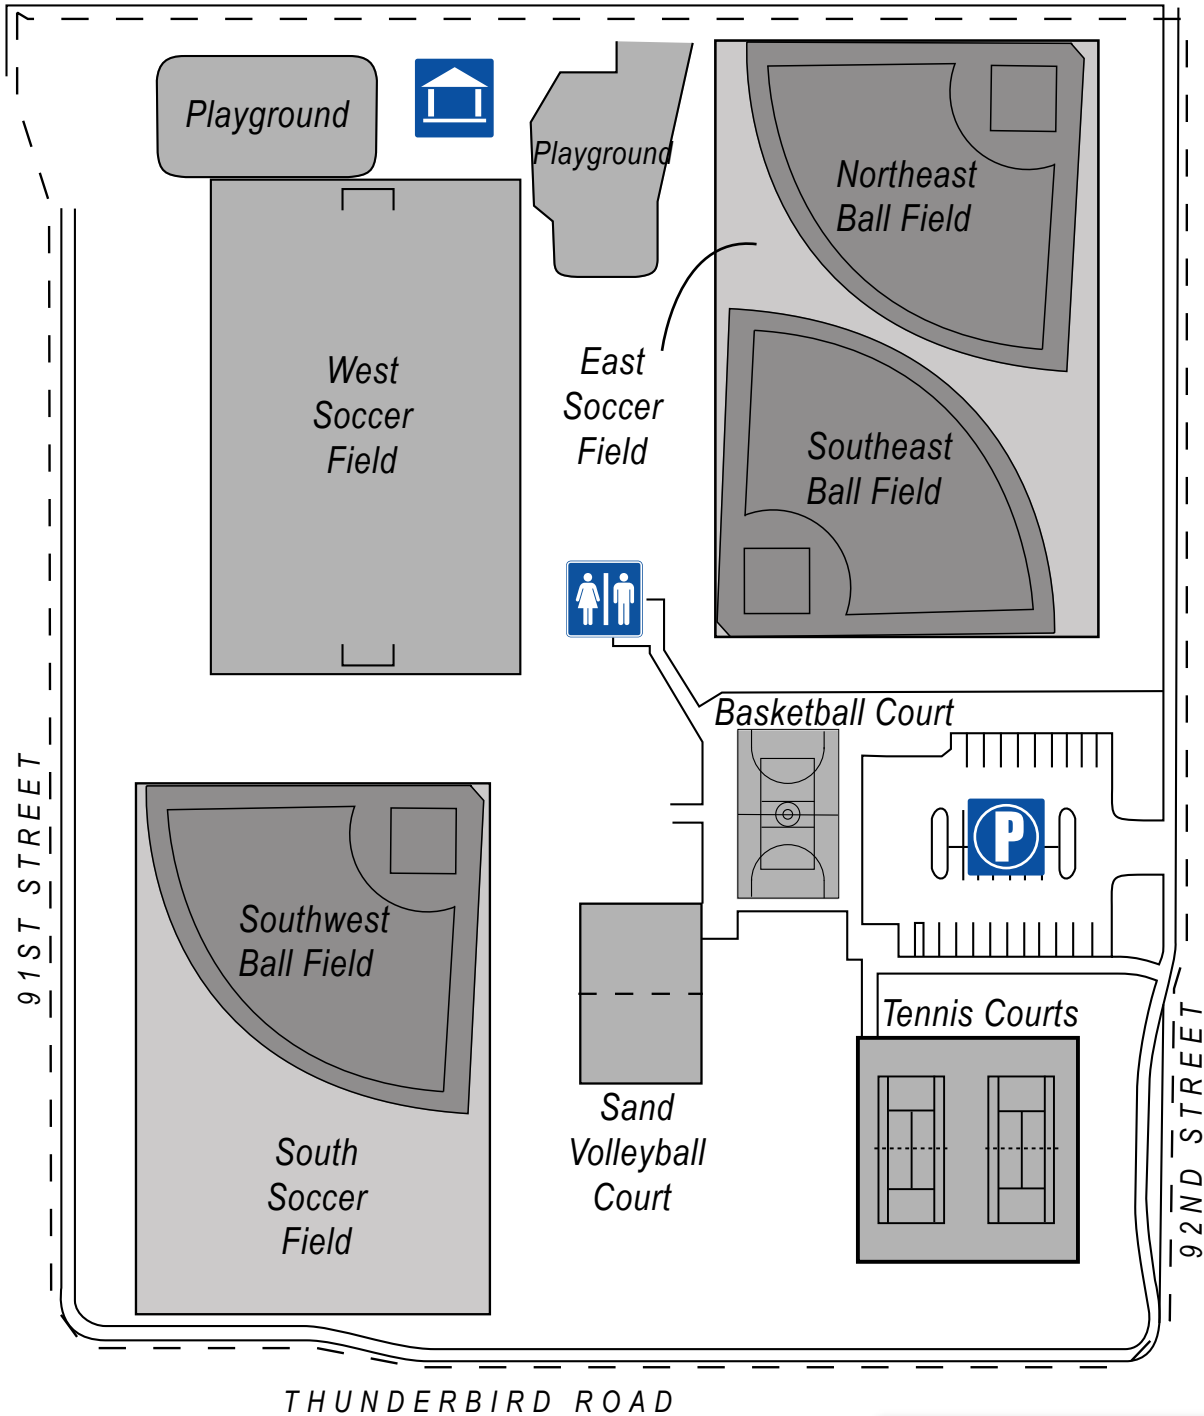 Playground
Playground
Northeast
Ball Field
West
Soccer
Field
East
Soccer
Field
Southeast
Ball Field
Basketball Court
P
91ST STREET
Southwest
Ball Field
Tennis Courts
92ND STREET
Sand
Volleyball
Court
South
Soccer
Field
THUNDERBIRD ROAD